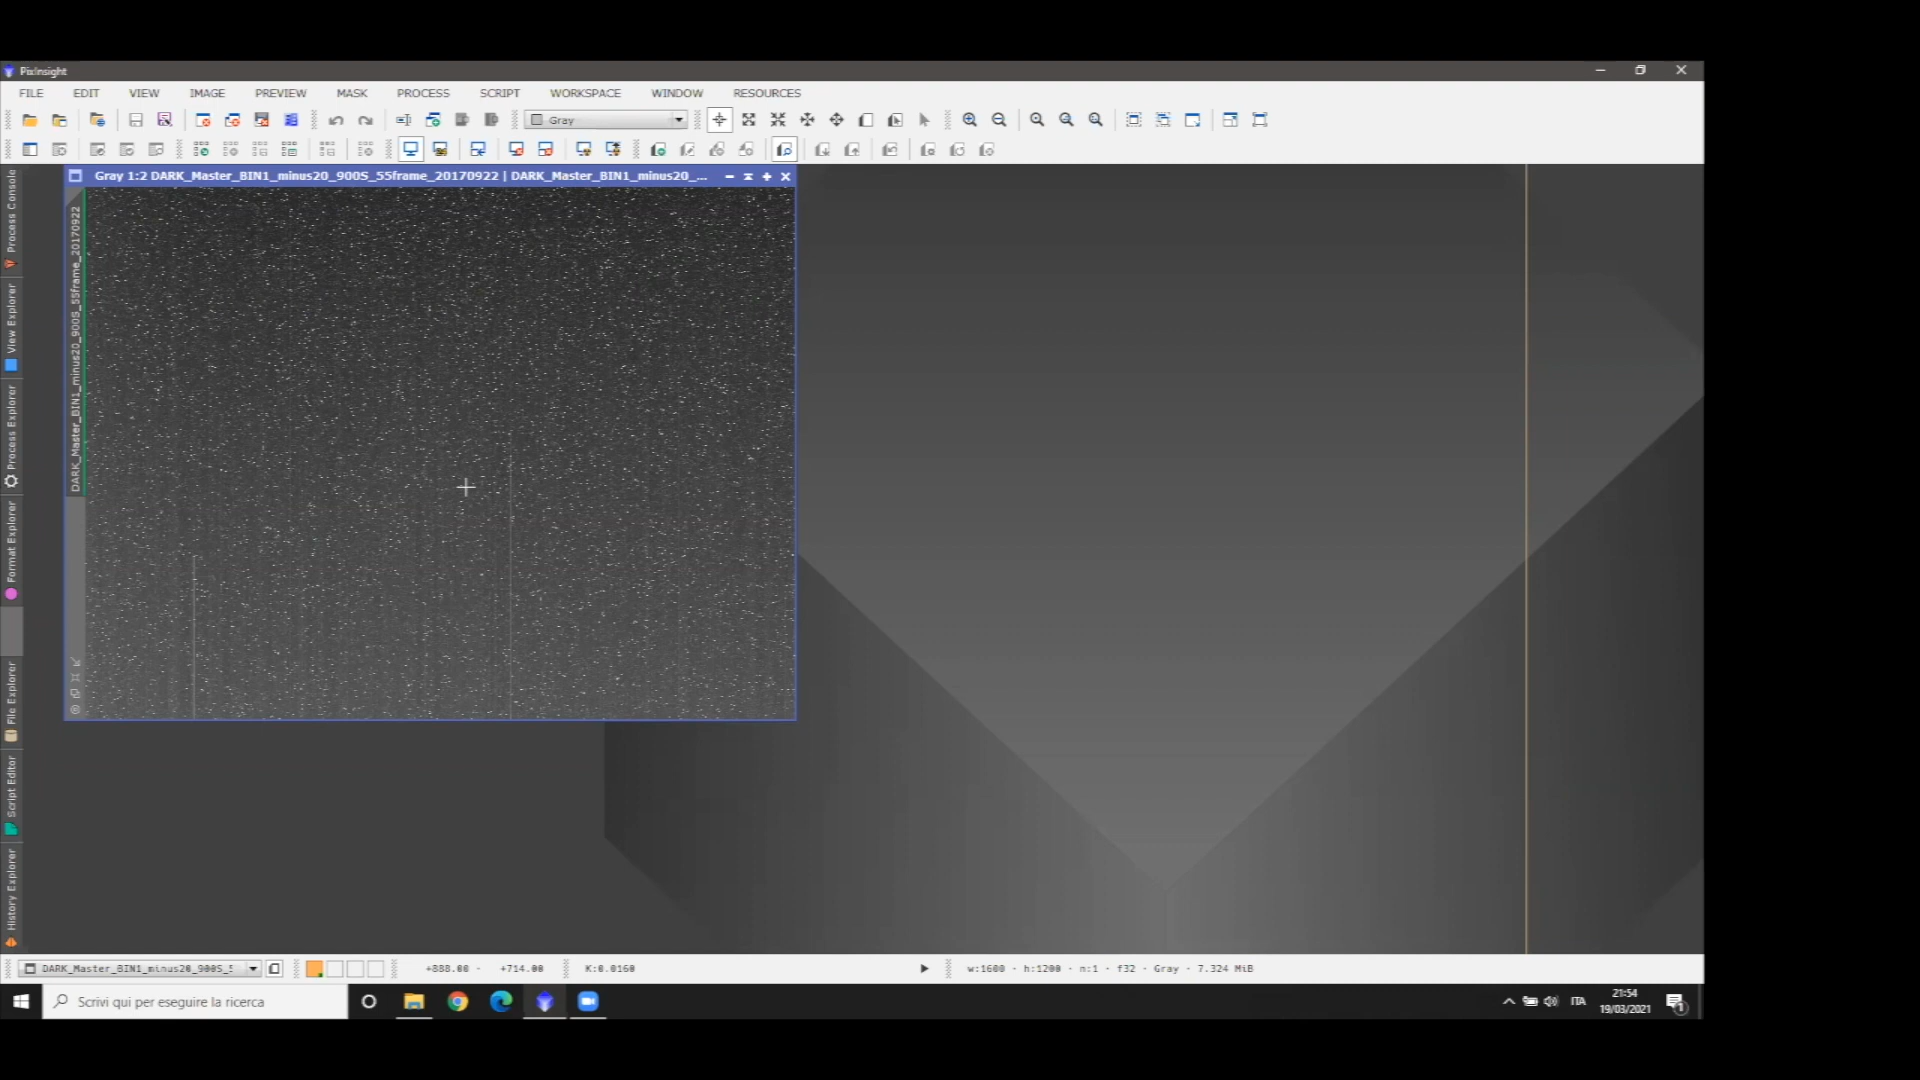 PixInsight
FILE EDIT VIEW IMAGE PREVIEW MASK PROCESS SCRIPT WORKSPACE WINDOW RESOURCES
Gray
Gray 1:2 DARK_Master_BIN1_minus20_900S_55frame_20170922 | DARK_Master_BIN1_minus20_...
DARK_Master_BIN1_minus20_900S_55frame_20170922
Process Console
View Explorer
Process Explorer
Format Explorer
File Explorer
Script Editor
History Explorer
DARK_Master_BIN1_minus20_900S_5
+888.00 - +714.00 K:0.0160
w:1600 · h:1200 · n:1 · f32 · Gray · 7.324 MiB
Scrivi qui per eseguire la ricerca
ITA
21:54
19/03/2021
1